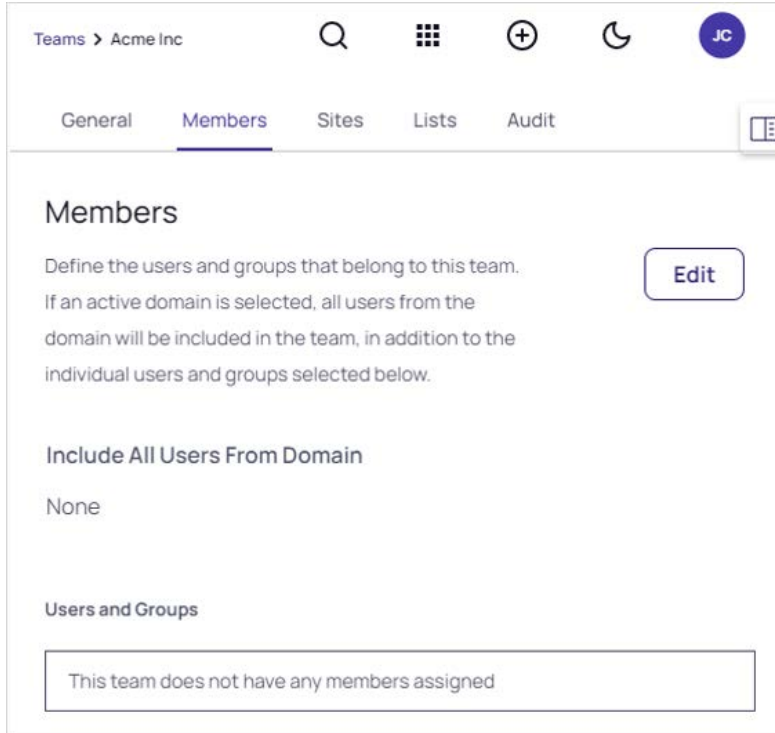 Teams > Acme Inc
JC
General Members Sites Lists Audit
Members
Define the users and groups that belong to this team.
If an active domain is selected, all users from the
domain will be included in the team, in addition to the
individual users and groups selected below.
Edit
Include All Users From Domain
None
Users and Groups
This team does not have any members assigned